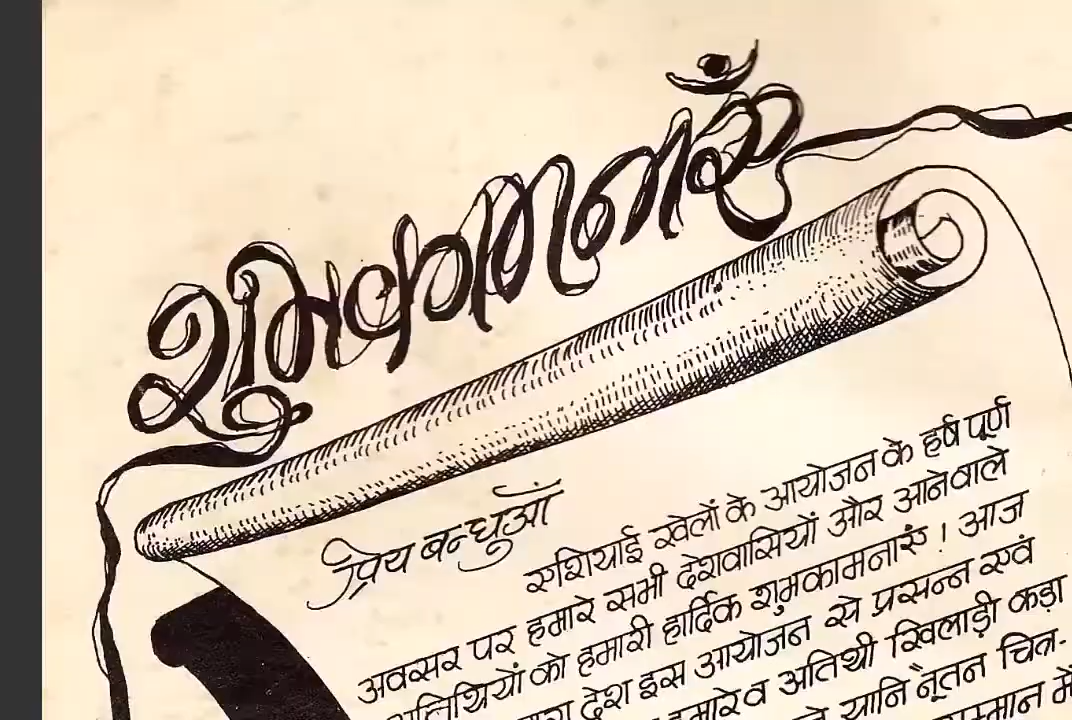 शुभकामनाएँ
प्रिय बन्धुओं
एशियाई खेलों के आयोजन के हर्ष पूर्ण
अवसर पर हमारे सभी देशवासियों और आनेवाले
अतिथियों को हमारी हार्दिक शुभकामनाएं। आज
देश इस आयोजन से प्रसन्न एवं
हमारेव अतिथी खिलाड़ी कड़ा
यानि नूतन चित्र-
में